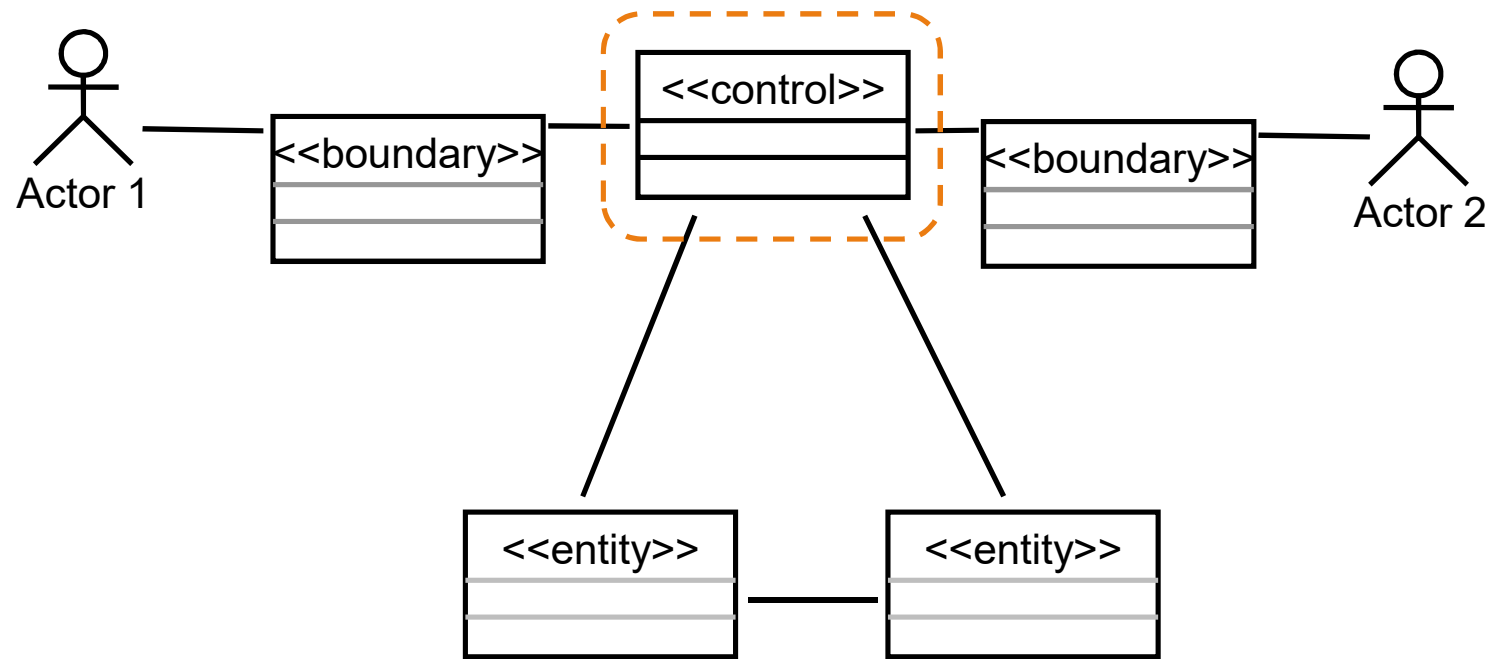 <<control>>
<<boundary>>
<<boundary>>
Actor 1
Actor 2
<<entity>>
<<entity>>